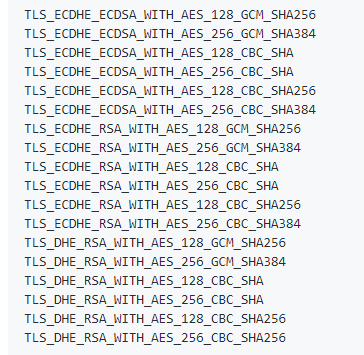 TLS_ECDHE_ECDSA_WITH_AES_128_GCM_SHA256
TLS_ECDHE_ECDSA_WITH_AES_256_GCM_SHA384
TLS_ECDHE_ECDSA_WITH_AES_128_CBC_SHA
TLS_ECDHE_ECDSA_WITH_AES_256_CBC_SHA
TLS_ECDHE_ECDSA_WITH_AES_128_CBC_SHA256
TLS_ECDHE_ECDSA_WITH_AES_256_CBC_SHA384
TLS_ECDHE_RSA_WITH_AES_128_GCM_SHA256
TLS_ECDHE_RSA_WITH_AES_256_GCM_SHA384
TLS_ECDHE_RSA_WITH_AES_128_CBC_SHA
TLS_ECDHE_RSA_WITH_AES_256_CBC_SHA
TLS_ECDHE_RSA_WITH_AES_128_CBC_SHA256
TLS_ECDHE_RSA_WITH_AES_256_CBC_SHA384
TLS_DHE_RSA_WITH_AES_128_GCM_SHA256
TLS_DHE_RSA_WITH_AES_256_GCM_SHA384
TLS_DHE_RSA_WITH_AES_128_CBC_SHA
TLS_DHE_RSA_WITH_AES_256_CBC_SHA
TLS_DHE_RSA_WITH_AES_128_CBC_SHA256
TLS_DHE_RSA_WITH_AES_256_CBC_SHA256